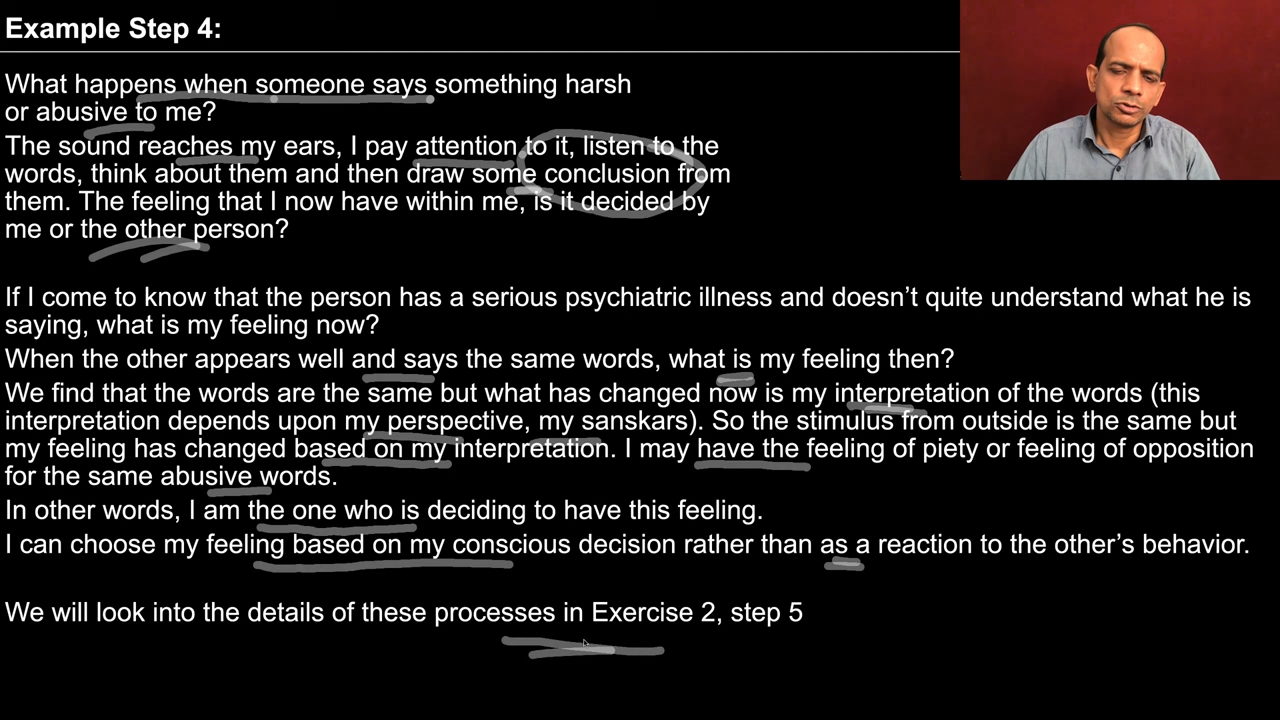 Example Step 4:
What happens when someone says something harsh
or abusive to me?
The sound reaches my ears, I pay attention to it, listen to the
words, think about them and then draw some conclusion from
them. The feeling that I now have within me, is it decided by
me or the other person?
If I come to know that the person has a serious psychiatric illness and doesn’t quite understand what he is
saying, what is my feeling now?
When the other appears well and says the same words, what is my feeling then?
We find that the words are the same but what has changed now is my interpretation of the words (this
interpretation depends upon my perspective, my sanskars). So the stimulus from outside is the same but
my feeling has changed based on my interpretation. I may have the feeling of piety or feeling of opposition
for the same abusive words.
In other words, I am the one who is deciding to have this feeling.
I can choose my feeling based on my conscious decision rather than as a reaction to the other’s behavior.
We will look into the details of these processes in Exercise 2, step 5